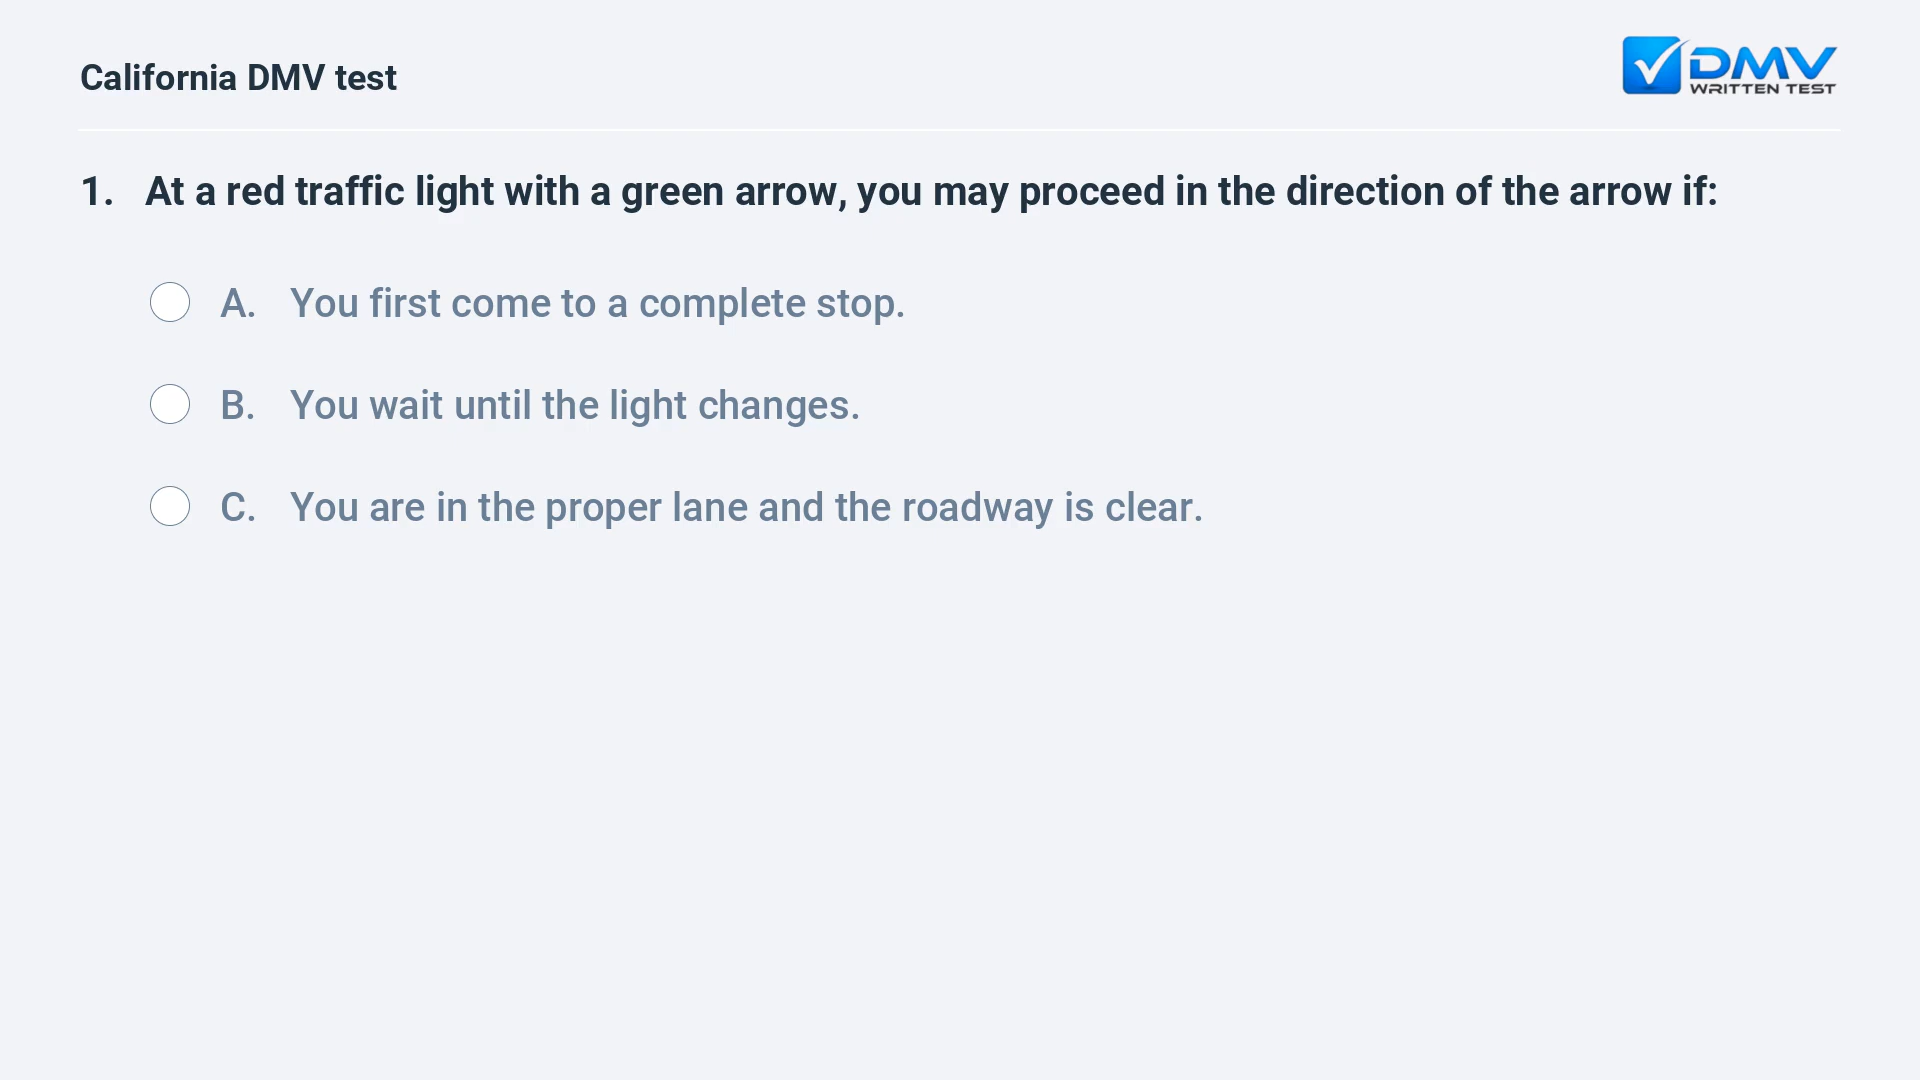 California DMV test
DMV
WRITTEN TEST
1. At a red traffic light with a green arrow, you may proceed in the direction of the arrow if:
A. You first come to a complete stop.
B. You wait until the light changes.
C. You are in the proper lane and the roadway is clear.